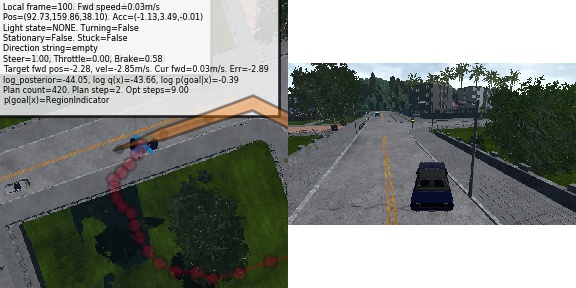 Local frame=100: Fwd speed=0.03m/s
Pos=(92.73,159.86,38.10). Acc=(-1.13,3.49,-0.01)
Light state=NONE. Turning=False
Stationary=False. Stuck=False
Direction string=empty
Steer=1.00, Throttle=0.00, Brake=0.58
Target fwd pos=-2.28, vel=-2.85m/s. Cur fwd=0.03m/s. Err=-2.89
log_posterior=-44.05, log q(x)=-43.66, log p(goal|x)=-0.39
Plan count=420. Plan step=2. Opt steps=9.00
p(goal|x)=RegionIndicator